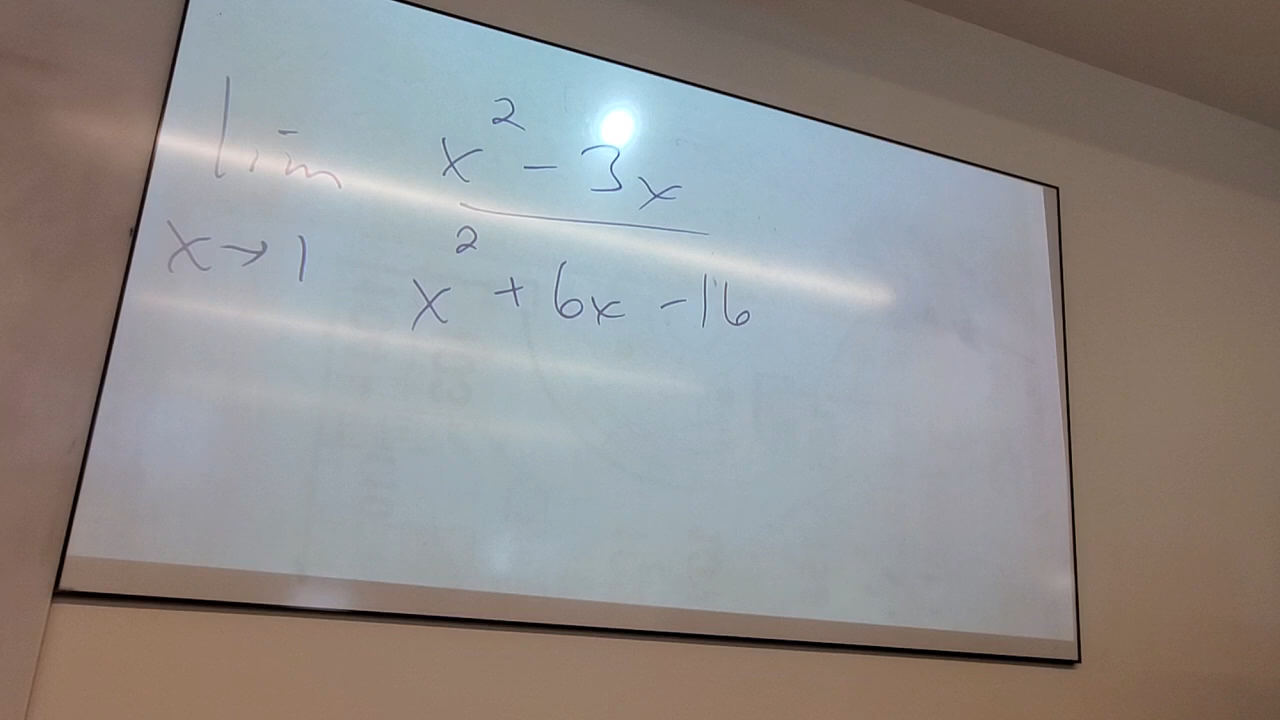 lim x→1 (x² - 3x) / (x² + 6x - 16)